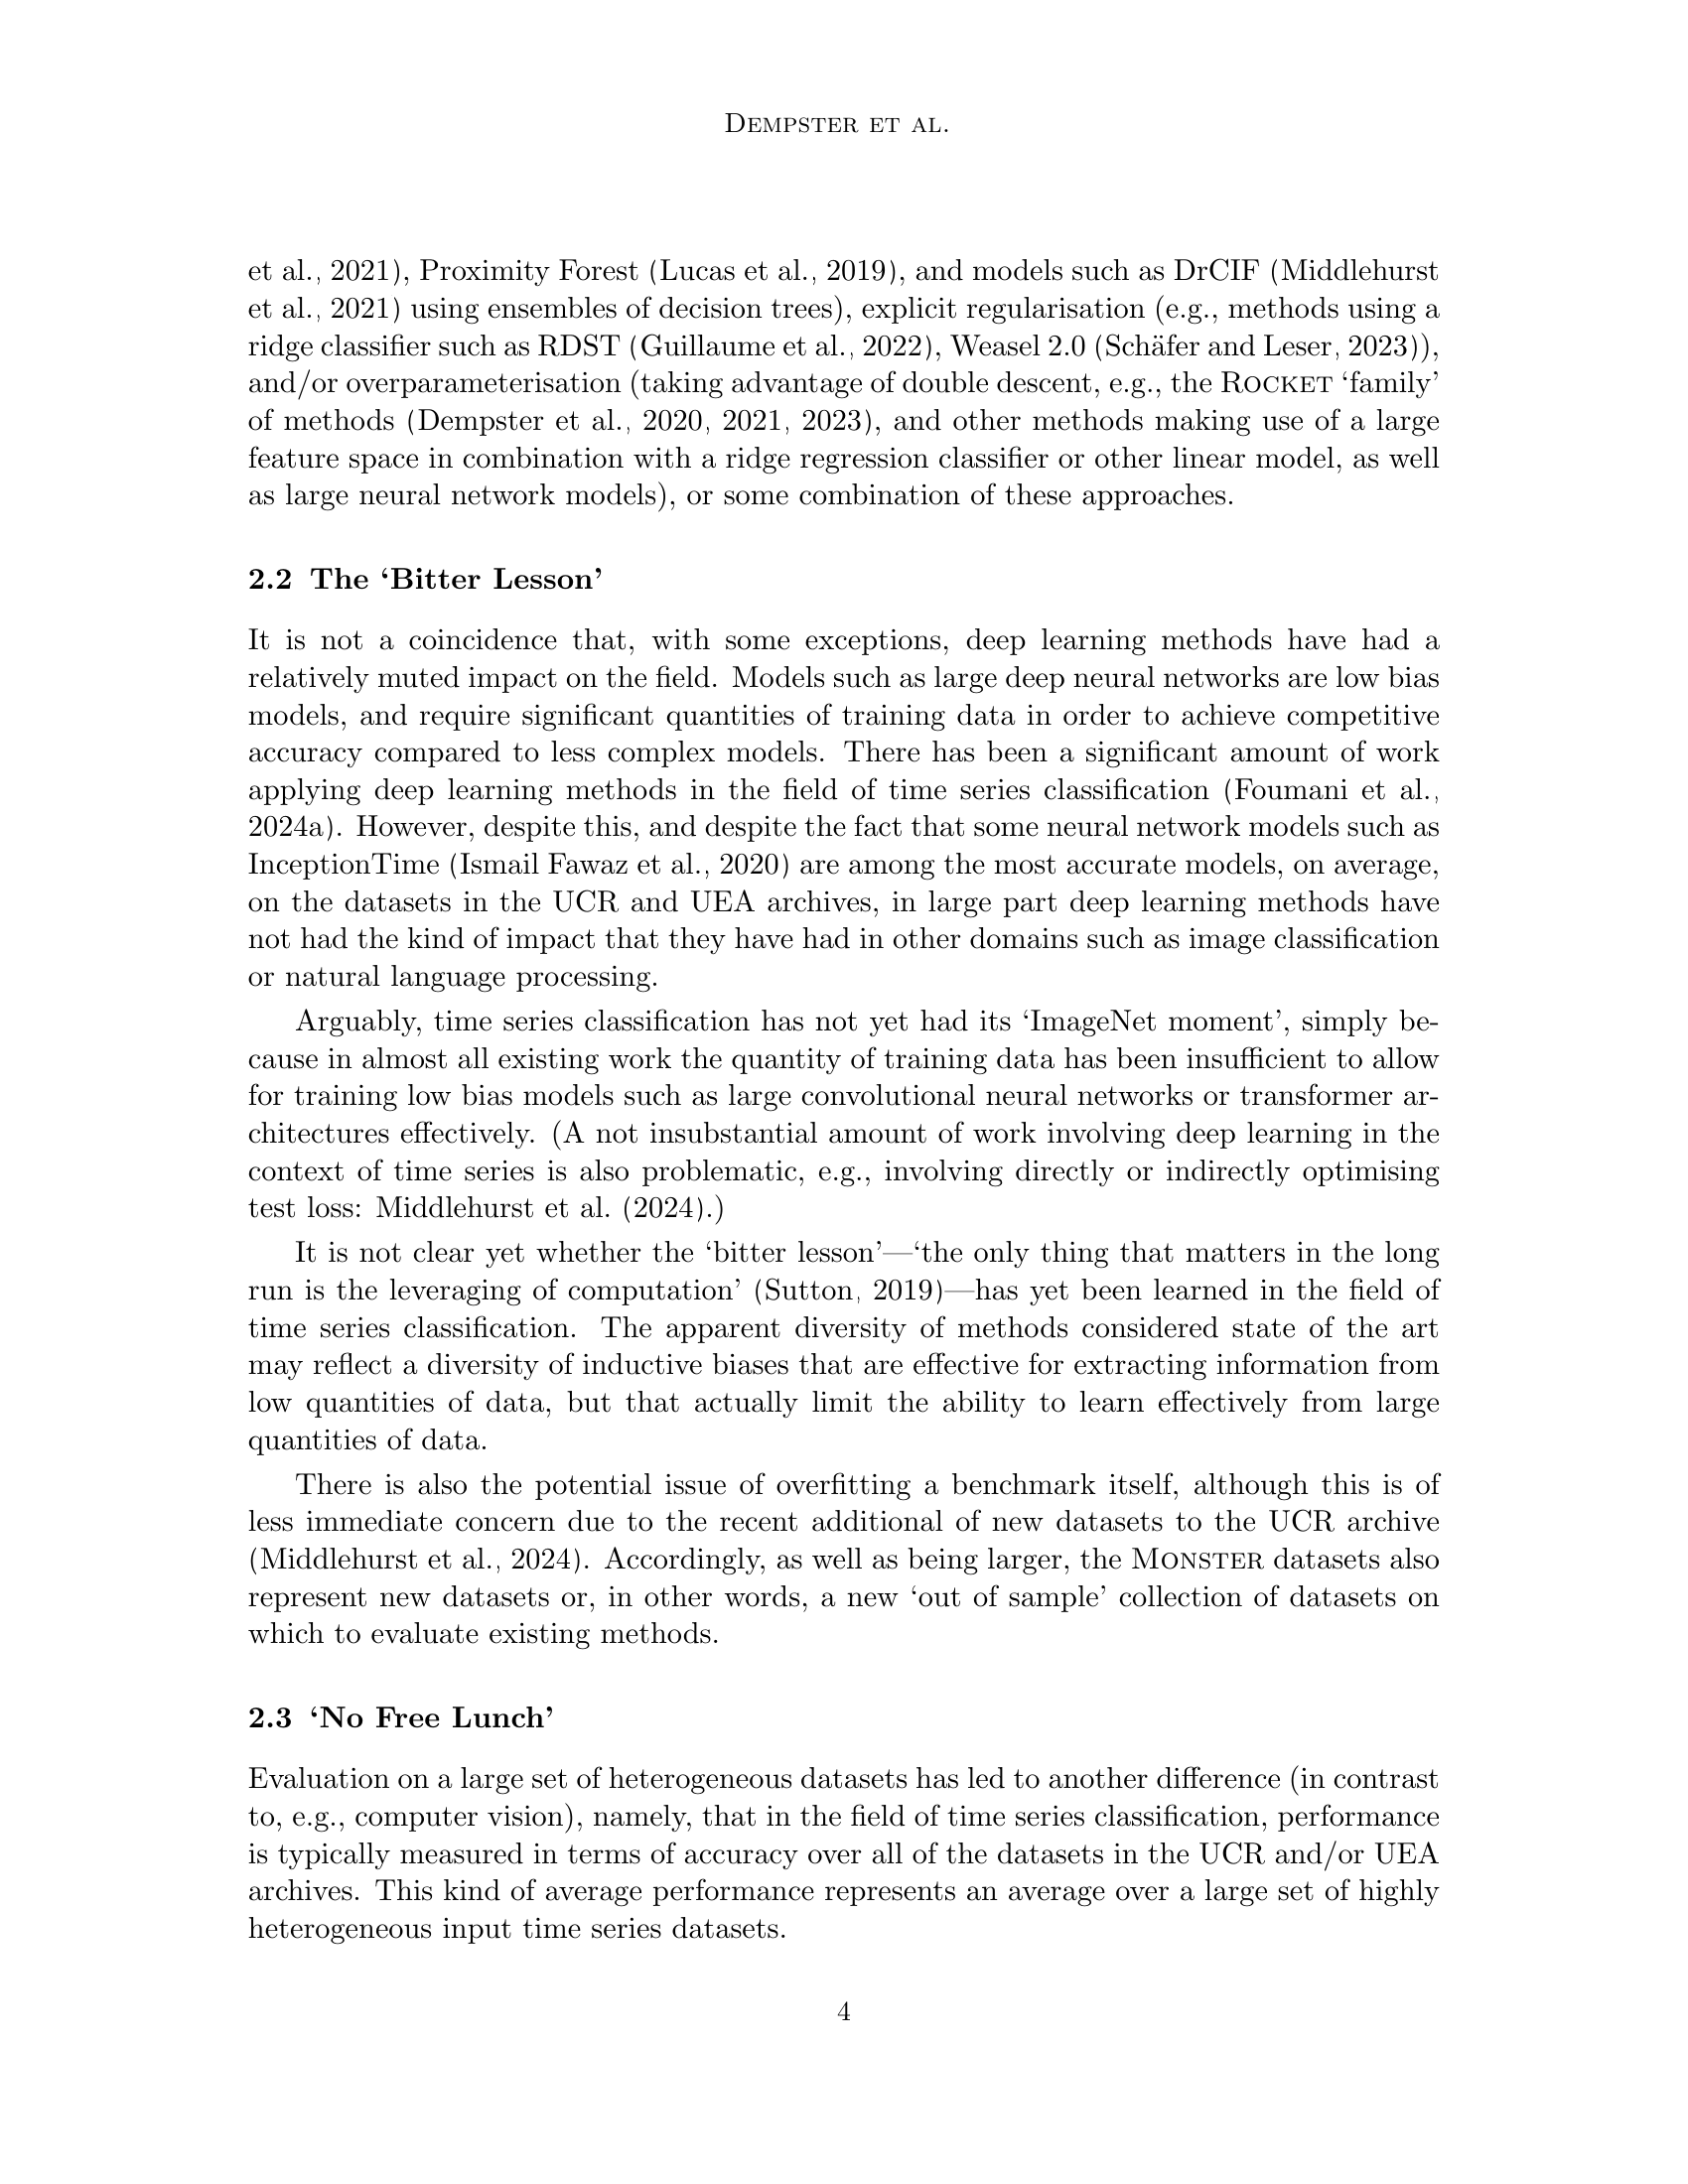 Dempster et al.
et al., 2021), Proximity Forest (Lucas et al., 2019), and models such as DrCIF (Middlehurst
et al., 2021) using ensembles of decision trees), explicit regularisation (e.g., methods using a
ridge classifier such as RDST (Guillaume et al., 2022), Weasel 2.0 (Schäfer and Leser, 2023)),
and/or overparameterisation (taking advantage of double descent, e.g., the Rocket ‘family’
of methods (Dempster et al., 2020, 2021, 2023), and other methods making use of a large
feature space in combination with a ridge regression classifier or other linear model, as well
as large neural network models), or some combination of these approaches.
2.2 The ‘Bitter Lesson’
It is not a coincidence that, with some exceptions, deep learning methods have had a
relatively muted impact on the field. Models such as large deep neural networks are low bias
models, and require significant quantities of training data in order to achieve competitive
accuracy compared to less complex models. There has been a significant amount of work
applying deep learning methods in the field of time series classification (Foumani et al.,
2024a). However, despite this, and despite the fact that some neural network models such as
InceptionTime (Ismail Fawaz et al., 2020) are among the most accurate models, on average,
on the datasets in the UCR and UEA archives, in large part deep learning methods have
not had the kind of impact that they have had in other domains such as image classification
or natural language processing.
Arguably, time series classification has not yet had its ‘ImageNet moment’, simply be-
cause in almost all existing work the quantity of training data has been insufficient to allow
for training low bias models such as large convolutional neural networks or transformer ar-
chitectures effectively. (A not insubstantial amount of work involving deep learning in the
context of time series is also problematic, e.g., involving directly or indirectly optimising
test loss: Middlehurst et al. (2024).)
It is not clear yet whether the ‘bitter lesson’—‘the only thing that matters in the long
run is the leveraging of computation’ (Sutton, 2019)—has yet been learned in the field of
time series classification. The apparent diversity of methods considered state of the art
may reflect a diversity of inductive biases that are effective for extracting information from
low quantities of data, but that actually limit the ability to learn effectively from large
quantities of data.
There is also the potential issue of overfitting a benchmark itself, although this is of
less immediate concern due to the recent additional of new datasets to the UCR archive
(Middlehurst et al., 2024). Accordingly, as well as being larger, the Monster datasets also
represent new datasets or, in other words, a new ‘out of sample’ collection of datasets on
which to evaluate existing methods.
2.3 ‘No Free Lunch’
Evaluation on a large set of heterogeneous datasets has led to another difference (in contrast
to, e.g., computer vision), namely, that in the field of time series classification, performance
is typically measured in terms of accuracy over all of the datasets in the UCR and/or UEA
archives. This kind of average performance represents an average over a large set of highly
heterogeneous input time series datasets.
4